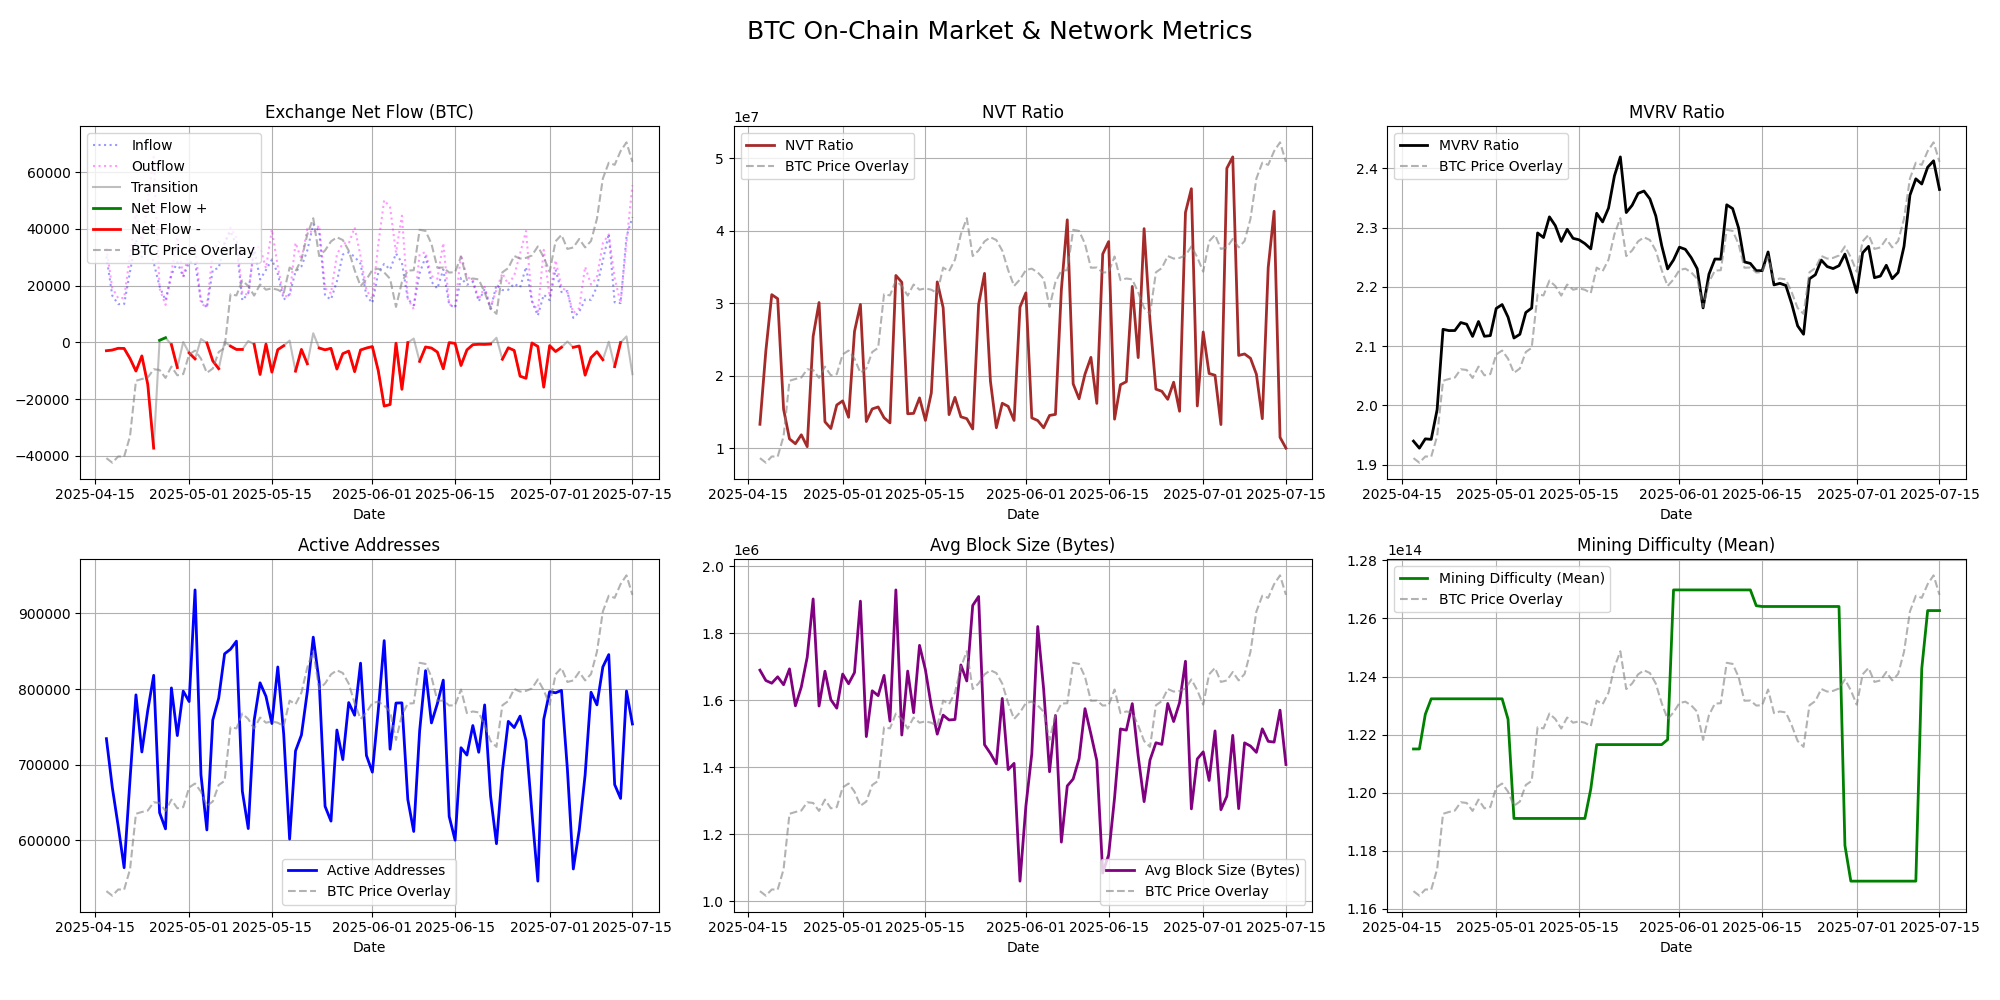 BTC On-Chain Market & Network Metrics
Exchange Net Flow (BTC)
Inflow
Outflow
Transition
Net Flow +
Net Flow -
BTC Price Overlay
60000
40000
20000
0
−20000
−40000
2025-04-15 2025-05-01 2025-05-15 2025-06-01 2025-06-15 2025-07-01 2025-07-15
Date
NVT Ratio
1e7
NVT Ratio
BTC Price Overlay
5
4
3
2
1
2025-04-15 2025-05-01 2025-05-15 2025-06-01 2025-06-15 2025-07-01 2025-07-15
Date
MVRV Ratio
MVRV Ratio
BTC Price Overlay
2.4
2.3
2.2
2.1
2.0
1.9
2025-04-15 2025-05-01 2025-05-15 2025-06-01 2025-06-15 2025-07-01 2025-07-15
Date
Active Addresses
900000
800000
700000
600000
Active Addresses
BTC Price Overlay
2025-04-15 2025-05-01 2025-05-15 2025-06-01 2025-06-15 2025-07-01 2025-07-15
Date
Avg Block Size (Bytes)
1e6
2.0
1.8
1.6
1.4
1.2
1.0
Avg Block Size (Bytes)
BTC Price Overlay
2025-04-15 2025-05-01 2025-05-15 2025-06-01 2025-06-15 2025-07-01 2025-07-15
Date
Mining Difficulty (Mean)
1e14
Mining Difficulty (Mean)
BTC Price Overlay
1.28
1.26
1.24
1.22
1.20
1.18
1.16
2025-04-15 2025-05-01 2025-05-15 2025-06-01 2025-06-15 2025-07-01 2025-07-15
Date